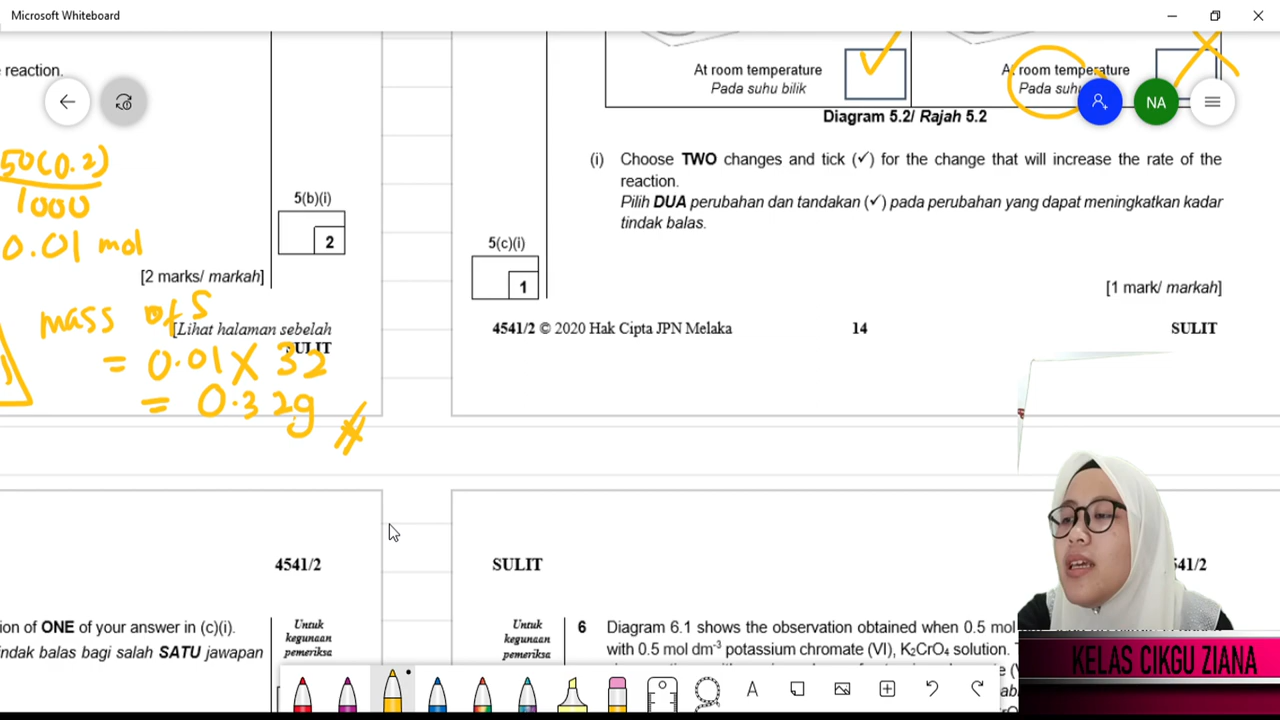 Microsoft Whiteboard
e reaction.
50(0.2)
1000
0.01 mol
[2 marks/ markah]
5(b)(i)
2
mass of S
[Lihat halaman sebelah
SULIT
= 0.01 X 32
= 0.32g #
At room temperature
Pada suhu bilik
At room temperature
Pada suhu
NA
Diagram 5.2/ Rajah 5.2
(i) Choose TWO changes and tick (✓) for the change that will increase the rate of the
reaction.
Pilih DUA perubahan dan tandakan (✓) pada perubahan yang dapat meningkatkan kadar
tindak balas.
5(c)(i)
1
[1 mark/ markah]
4541/2 © 2020 Hak Cipta JPN Melaka 14 SULIT
4541/2
ion of ONE of your answer in (c)(i).
ndak balas bagi salah SATU jawapan
Untuk
kegunaan
pemeriksa
SULIT
41/2
Untuk
kegunaan
pemeriksa
6 Diagram 6.1 shows the observation obtained when 0.5 mol
with 0.5 mol dm⁻³ potassium chromate (VI), K₂CrO₄ solution.
KELAS CIKGU ZIANA
A